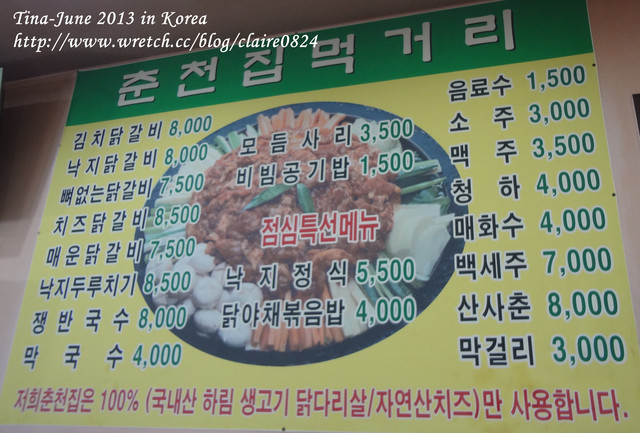 Tina-June 2013 in Korea
http://www.wretch.cc/blog/claire0824
춘천집먹거리
김치닭갈비 8,000
낙지닭갈비 8,000
뼈없는닭갈비 7,500
치즈닭갈비 8,500
매운닭갈비 7,500
낙지두루치기 8,500
쟁반국수 8,000
막국수 4,000
모듬사리 3,500
비빔공기밥 1,500
점심특선메뉴
낙지정식 5,500
닭야채볶음밥 4,000
음료수 1,500
소주 3,000
맥주 3,500
청하 4,000
매화수 4,000
백세주 7,000
산사춘 8,000
막걸리 3,000
저희춘천집은 100% (국내산 하림 생고기 닭다리살/자연산치즈)만 사용합니다.